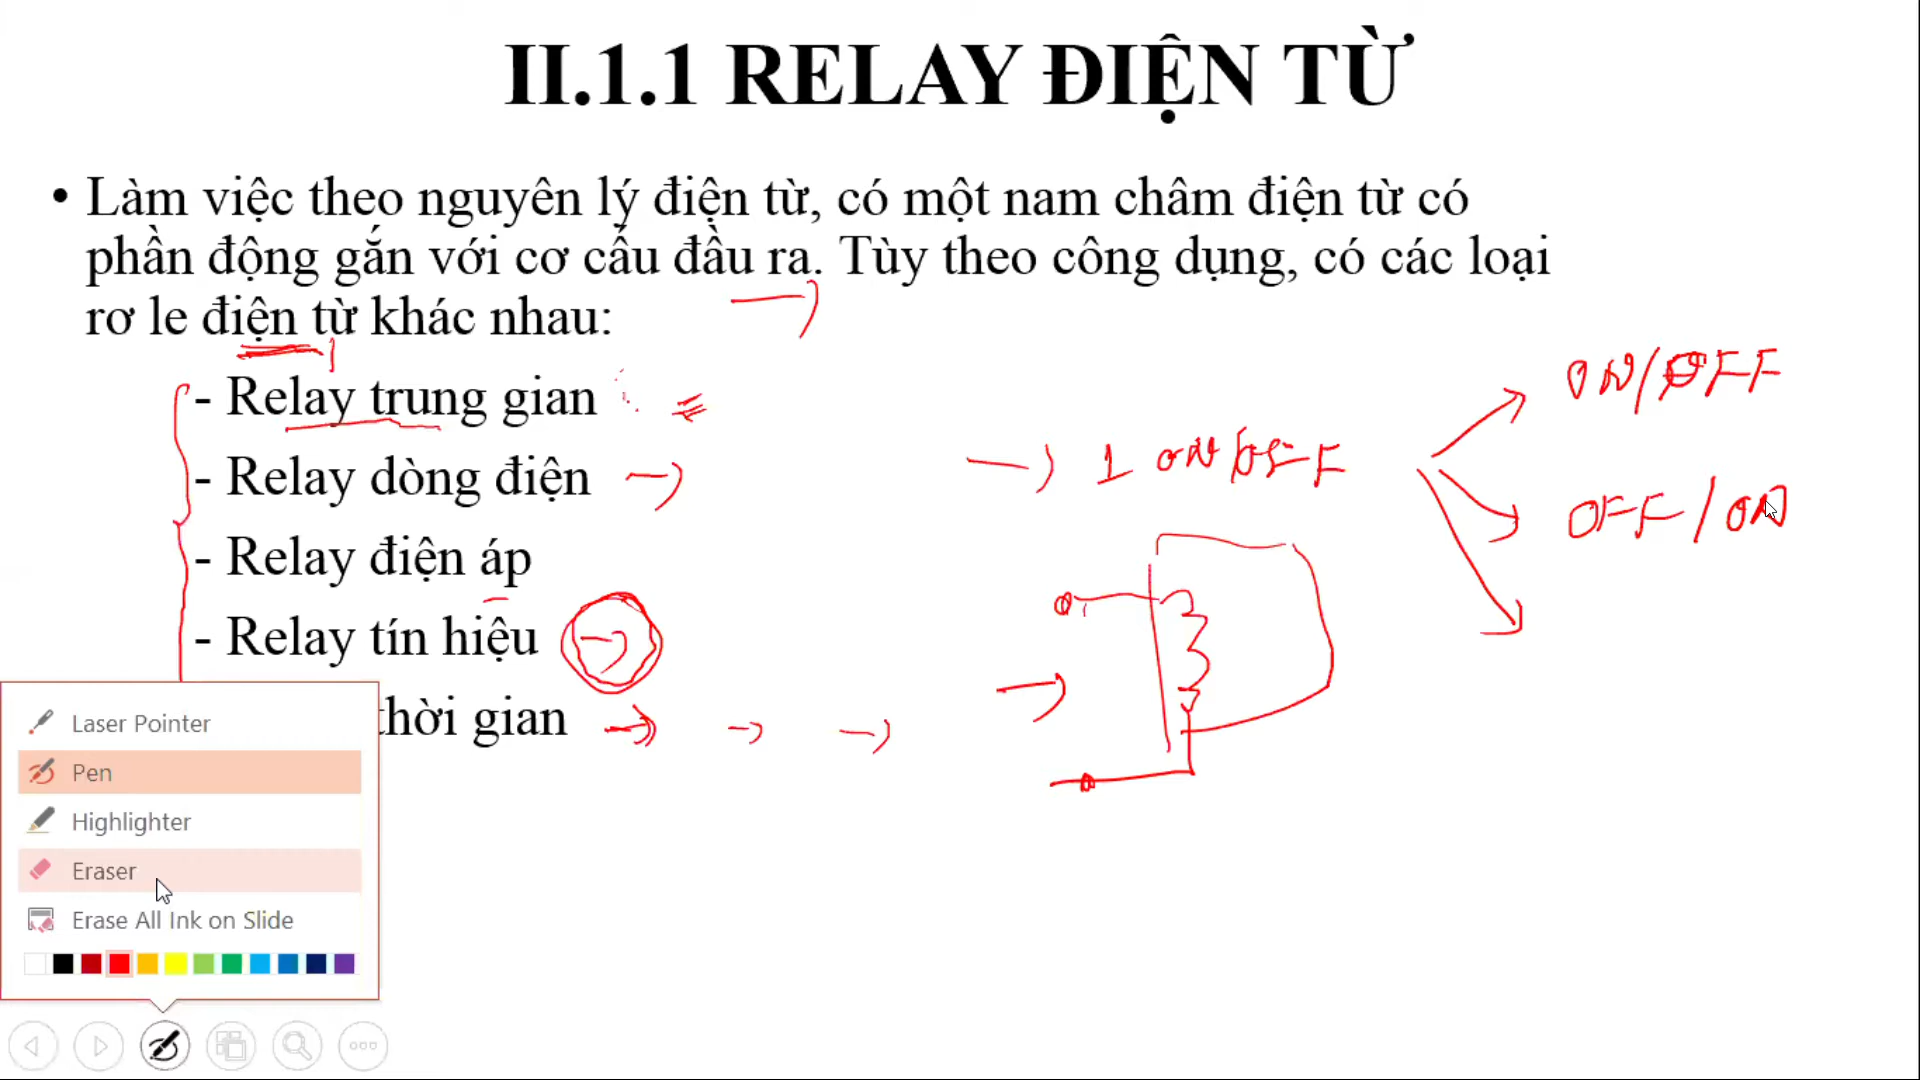 II.1.1 RELAY ĐIỆN TỪ
• Làm việc theo nguyên lý điện từ, có một nam châm điện từ có
phần động gắn với cơ cấu đầu ra. Tùy theo công dụng, có các loại
rơ le điện từ khác nhau:
- Relay trung gian
- Relay dòng điện
- Relay điện áp
- Relay tín hiệu
thời gian
ON/OFF
1 ON/OFF
OFF/ON
Laser Pointer
Pen
Highlighter
Eraser
Erase All Ink on Slide